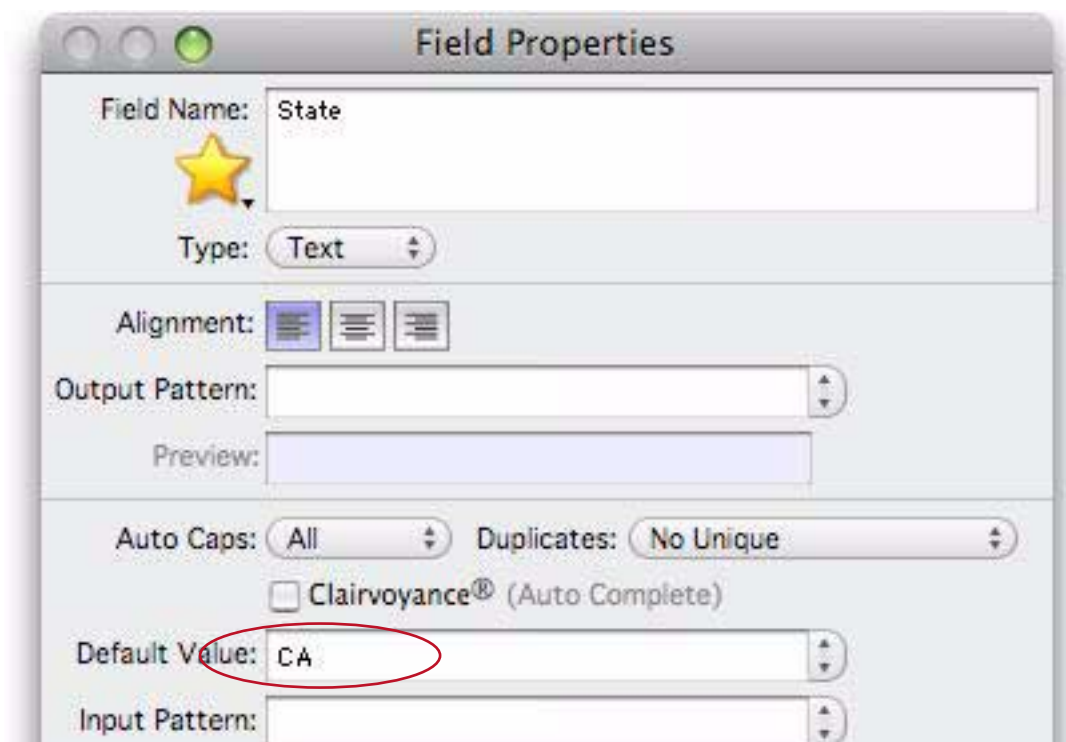 Field Properties
Field Name: State
Type: Text
Alignment:
Output Pattern:
Preview:
Auto Caps: All Duplicates: No Unique
Clairvoyance® (Auto Complete)
Default Value: CA
Input Pattern: